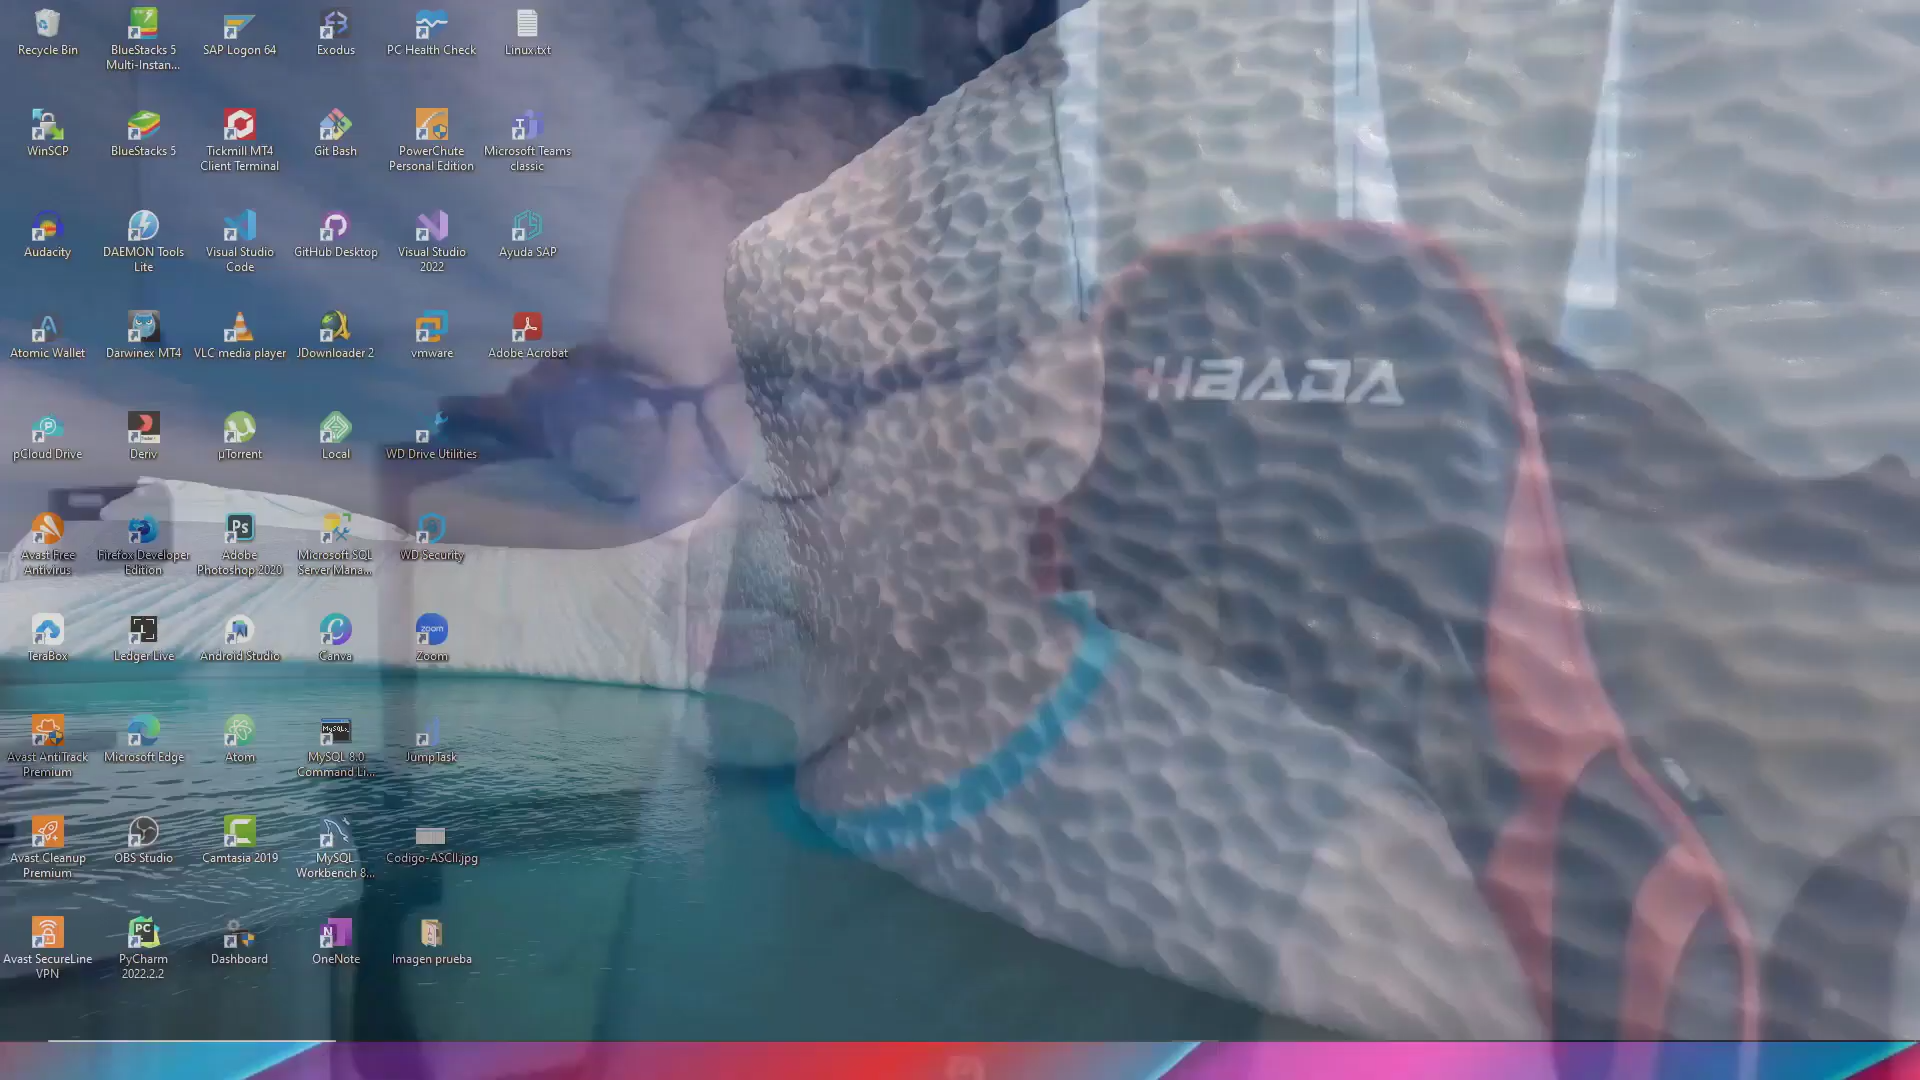 Recycle Bin
BlueStacks 5
Multi-Instan...
SAP Logon 64
Exodus
PC Health Check
Linux.txt
WinSCP
BlueStacks 5
Tickmill MT4
Client Terminal
Git Bash
PowerChute
Personal Edition
Microsoft Teams
classic
Audacity
DAEMON Tools
Lite
Visual Studio
Code
GitHub Desktop
Visual Studio
2022
Ayuda SAP
Atomic Wallet
Darwinex MT4
VLC media player
JDownloader 2
vmware
Adobe Acrobat
HBADA
pCloud Drive
Deriv
µTorrent
Local
WD Drive Utilities
Avast Free
Antivirus
Firefox Developer
Edition
Ps
Adobe
Photoshop 2020
Microsoft SQL
Server Mana...
WD Security
TeraBox
Ledger Live
Android Studio
Canva
zoom
Zoom
Avast AntiTrack
Premium
Microsoft Edge
Atom
MySQL 8.0
Command Li...
JumpTask
Avast Cleanup
Premium
OBS Studio
Camtasia 2019
MySQL
Workbench 8...
Codigo-ASCII.jpg
Avast SecureLine
VPN
PC
PyCharm
2022.2.2
Dashboard
N
OneNote
Imagen prueba